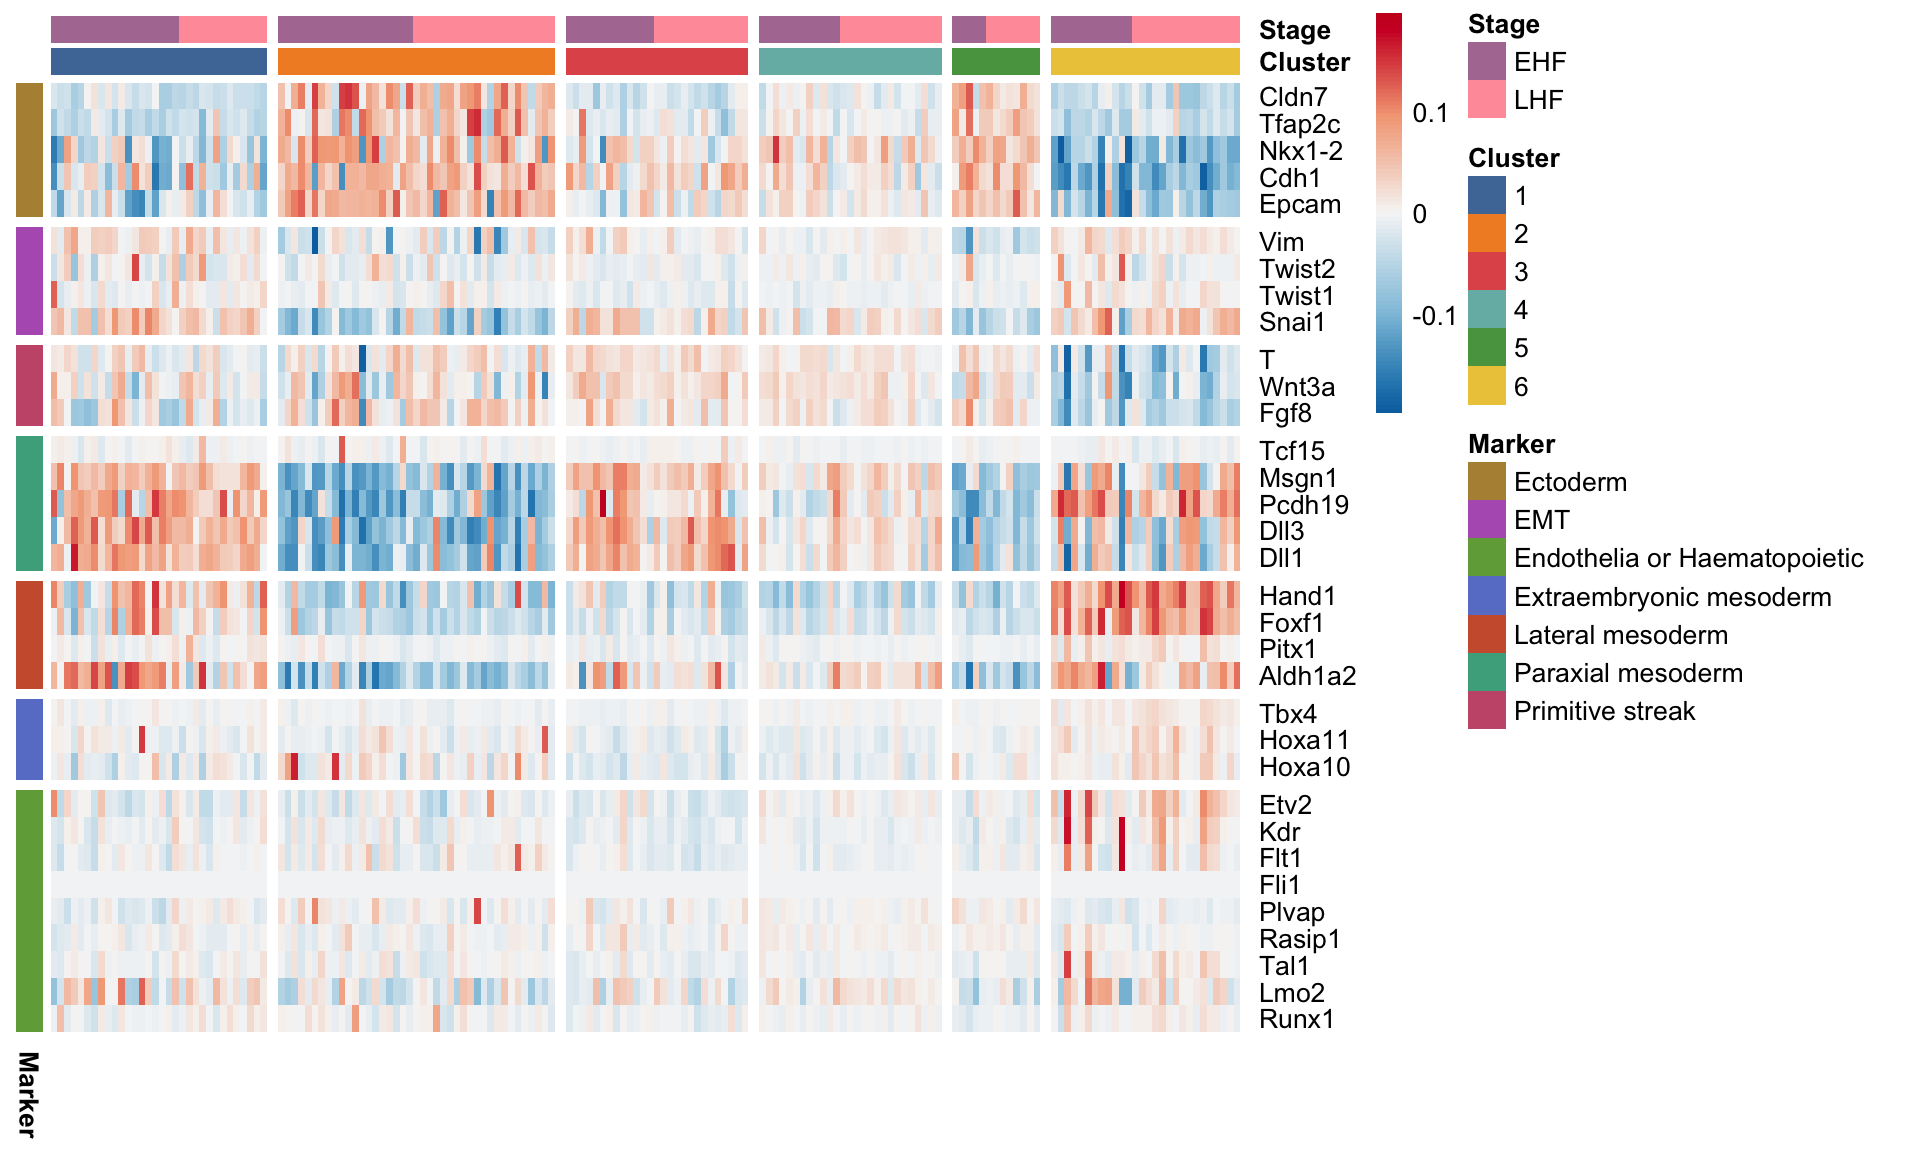 Stage
Cluster
Cldn7
Tfap2c
Nkx1-2
Cdh1
Epcam
Vim
Twist2
Twist1
Snai1
T
Wnt3a
Fgf8
Tcf15
Msgn1
Pcdh19
Dll3
Dll1
Hand1
Foxf1
Pitx1
Aldh1a2
Tbx4
Hoxa11
Hoxa10
Etv2
Kdr
Flt1
Fli1
Plvap
Rasip1
Tal1
Lmo2
Runx1
Marker
0.1
0
-0.1
Stage
EHF
LHF
Cluster
1
2
3
4
5
6
Marker
Ectoderm
EMT
Endothelia or Haematopoietic
Extraembryonic mesoderm
Lateral mesoderm
Paraxial mesoderm
Primitive streak